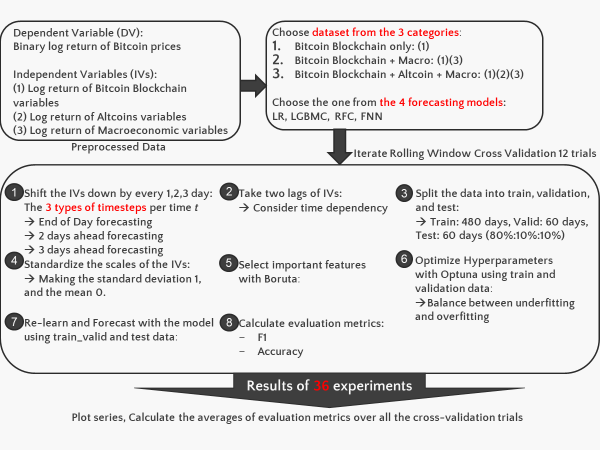 Dependent Variable (DV):
Binary log return of Bitcoin prices
Independent Variables (IVs):
(1) Log return of Bitcoin Blockchain
variables
(2) Log return of Altcoins variables
(3) Log return of Macroeconomic variables
Preprocessed Data
Choose dataset from the 3 categories:
1. Bitcoin Blockchain only: (1)
2. Bitcoin Blockchain + Macro: (1)(3)
3. Bitcoin Blockchain + Altcoin + Macro: (1)(2)(3)
Choose the one from the 4 forecasting models:
LR, LGBMC, RFC, FNN
Iterate Rolling Window Cross Validation 12 trials
1 Shift the IVs down by every 1,2,3 day:
The 3 types of timesteps per time t
→ End of Day forecasting
→ 2 days ahead forecasting
→ 3 days ahead forecasting
2 Take two lags of IVs:
→ Consider time dependency
3 Split the data into train, validation,
and test:
→ Train: 480 days, Valid: 60 days,
Test: 60 days (80%:10%:10%)
4 Standardize the scales of the IVs:
→ Making the standard deviation 1,
and the mean 0.
5 Select important features
with Boruta:
6 Optimize Hyperparameters
with Optuna using train and
validation data:
→Balance between underfitting
and overfitting
7 Re-learn and Forecast with the model
using train_valid and test data:
8 Calculate evaluation metrics:
− F1
− Accuracy
Results of 36 experiments
Plot series, Calculate the averages of evaluation metrics over all the cross-validation trials